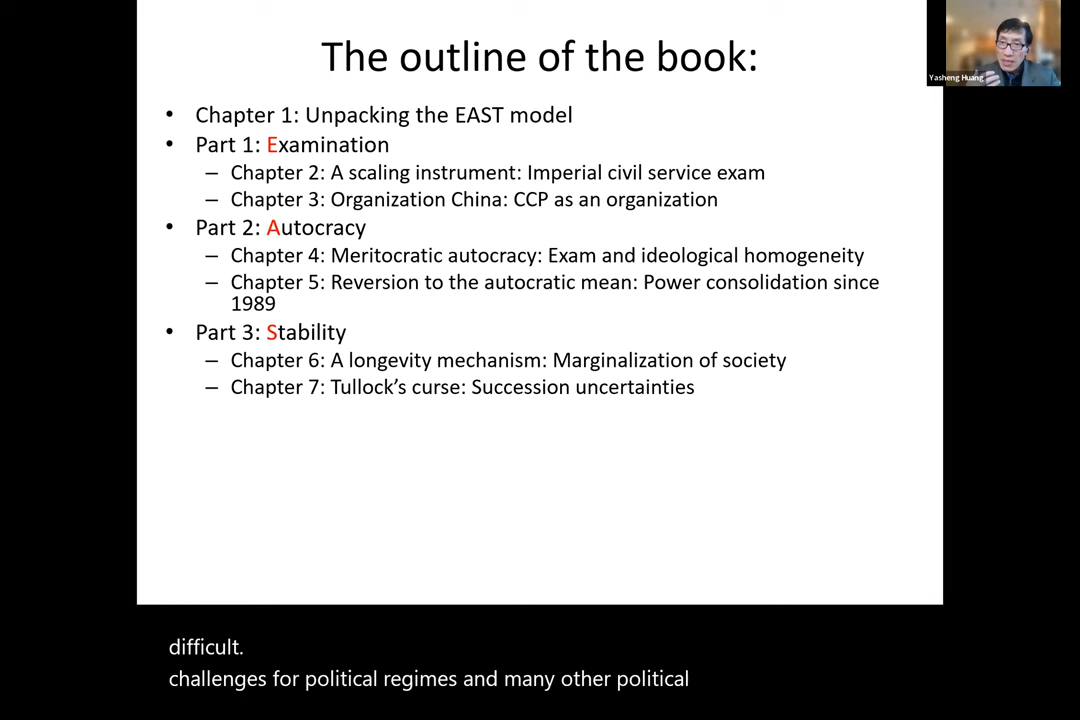 The outline of the book:
Yasheng Huang
• Chapter 1: Unpacking the EAST model
• Part 1: Examination
– Chapter 2: A scaling instrument: Imperial civil service exam
– Chapter 3: Organization China: CCP as an organization
• Part 2: Autocracy
– Chapter 4: Meritocratic autocracy: Exam and ideological homogeneity
– Chapter 5: Reversion to the autocratic mean: Power consolidation since
1989
• Part 3: Stability
– Chapter 6: A longevity mechanism: Marginalization of society
– Chapter 7: Tullock’s curse: Succession uncertainties
difficult.
challenges for political regimes and many other political